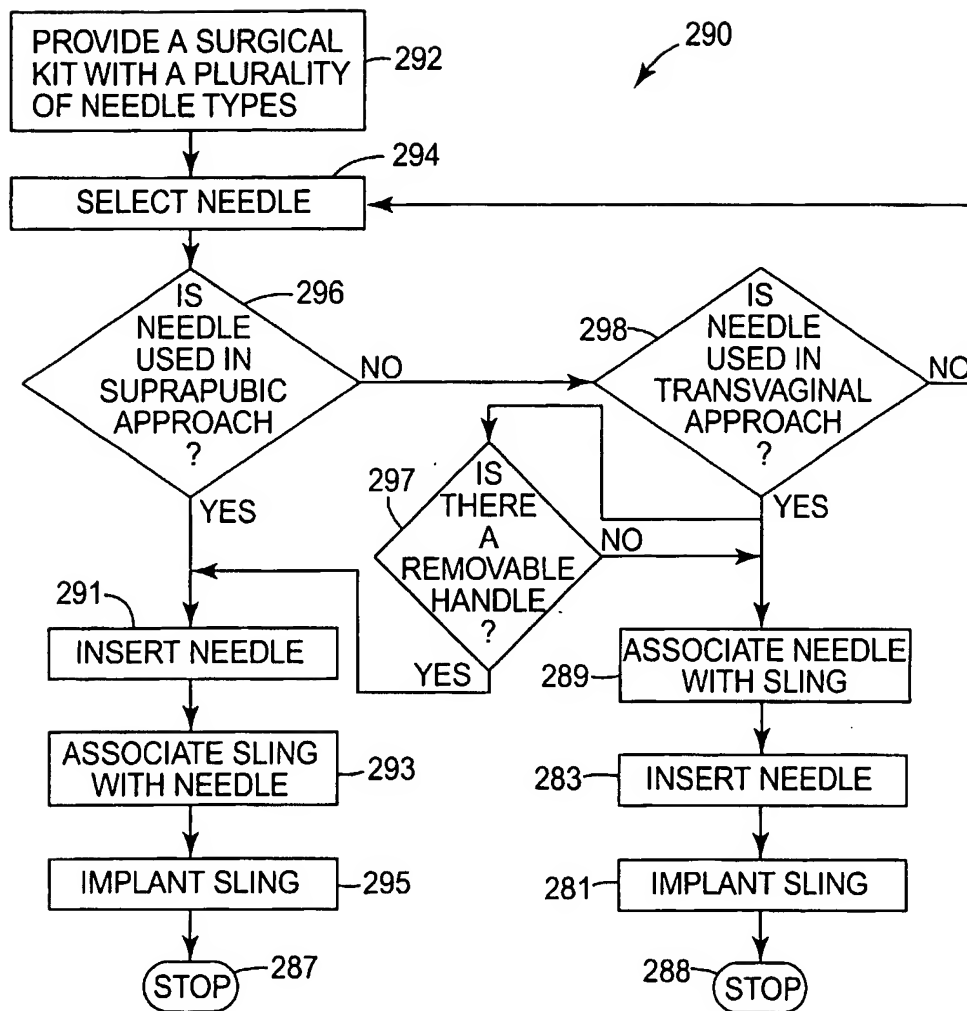 PROVIDE A SURGICAL
KIT WITH A PLURALITY
OF NEEDLE TYPES
292
290
294
SELECT NEEDLE
296
IS
NEEDLE
USED IN
SUPRAPUBIC
APPROACH
?
NO
YES
298
IS
NEEDLE
USED IN
TRANSVAGINAL
APPROACH
?
NO
YES
297
IS
THERE
A
REMOVABLE
HANDLE
?
NO
YES
291
INSERT NEEDLE
ASSOCIATE SLING
WITH NEEDLE
293
IMPLANT SLING
295
STOP
287
289
ASSOCIATE NEEDLE
WITH SLING
283
INSERT NEEDLE
281
IMPLANT SLING
288
STOP